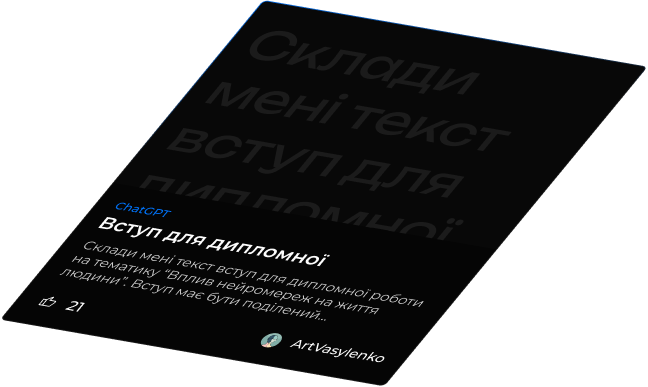 Склади
мені текст
вступ для
дипломної
ChatGPT
Вступ для дипломної
Склади мені текст вступ для дипломної роботи
на тематику "Вплив нейромереж на життя
людини". Вступ має бути поділений...
21
ArtVasylenko